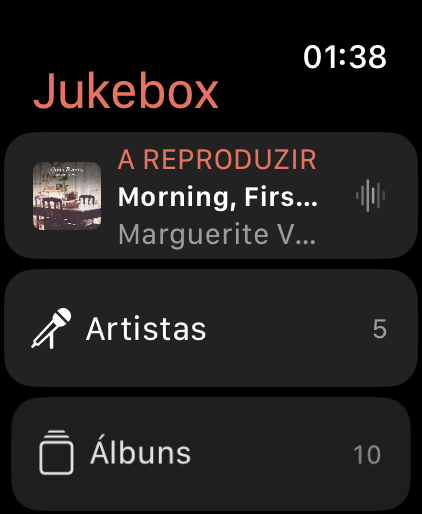 01:38
Jukebox
A REPRODUZIR
Morning, Firs...
Marguerite V...
Artistas
5
Álbuns
10